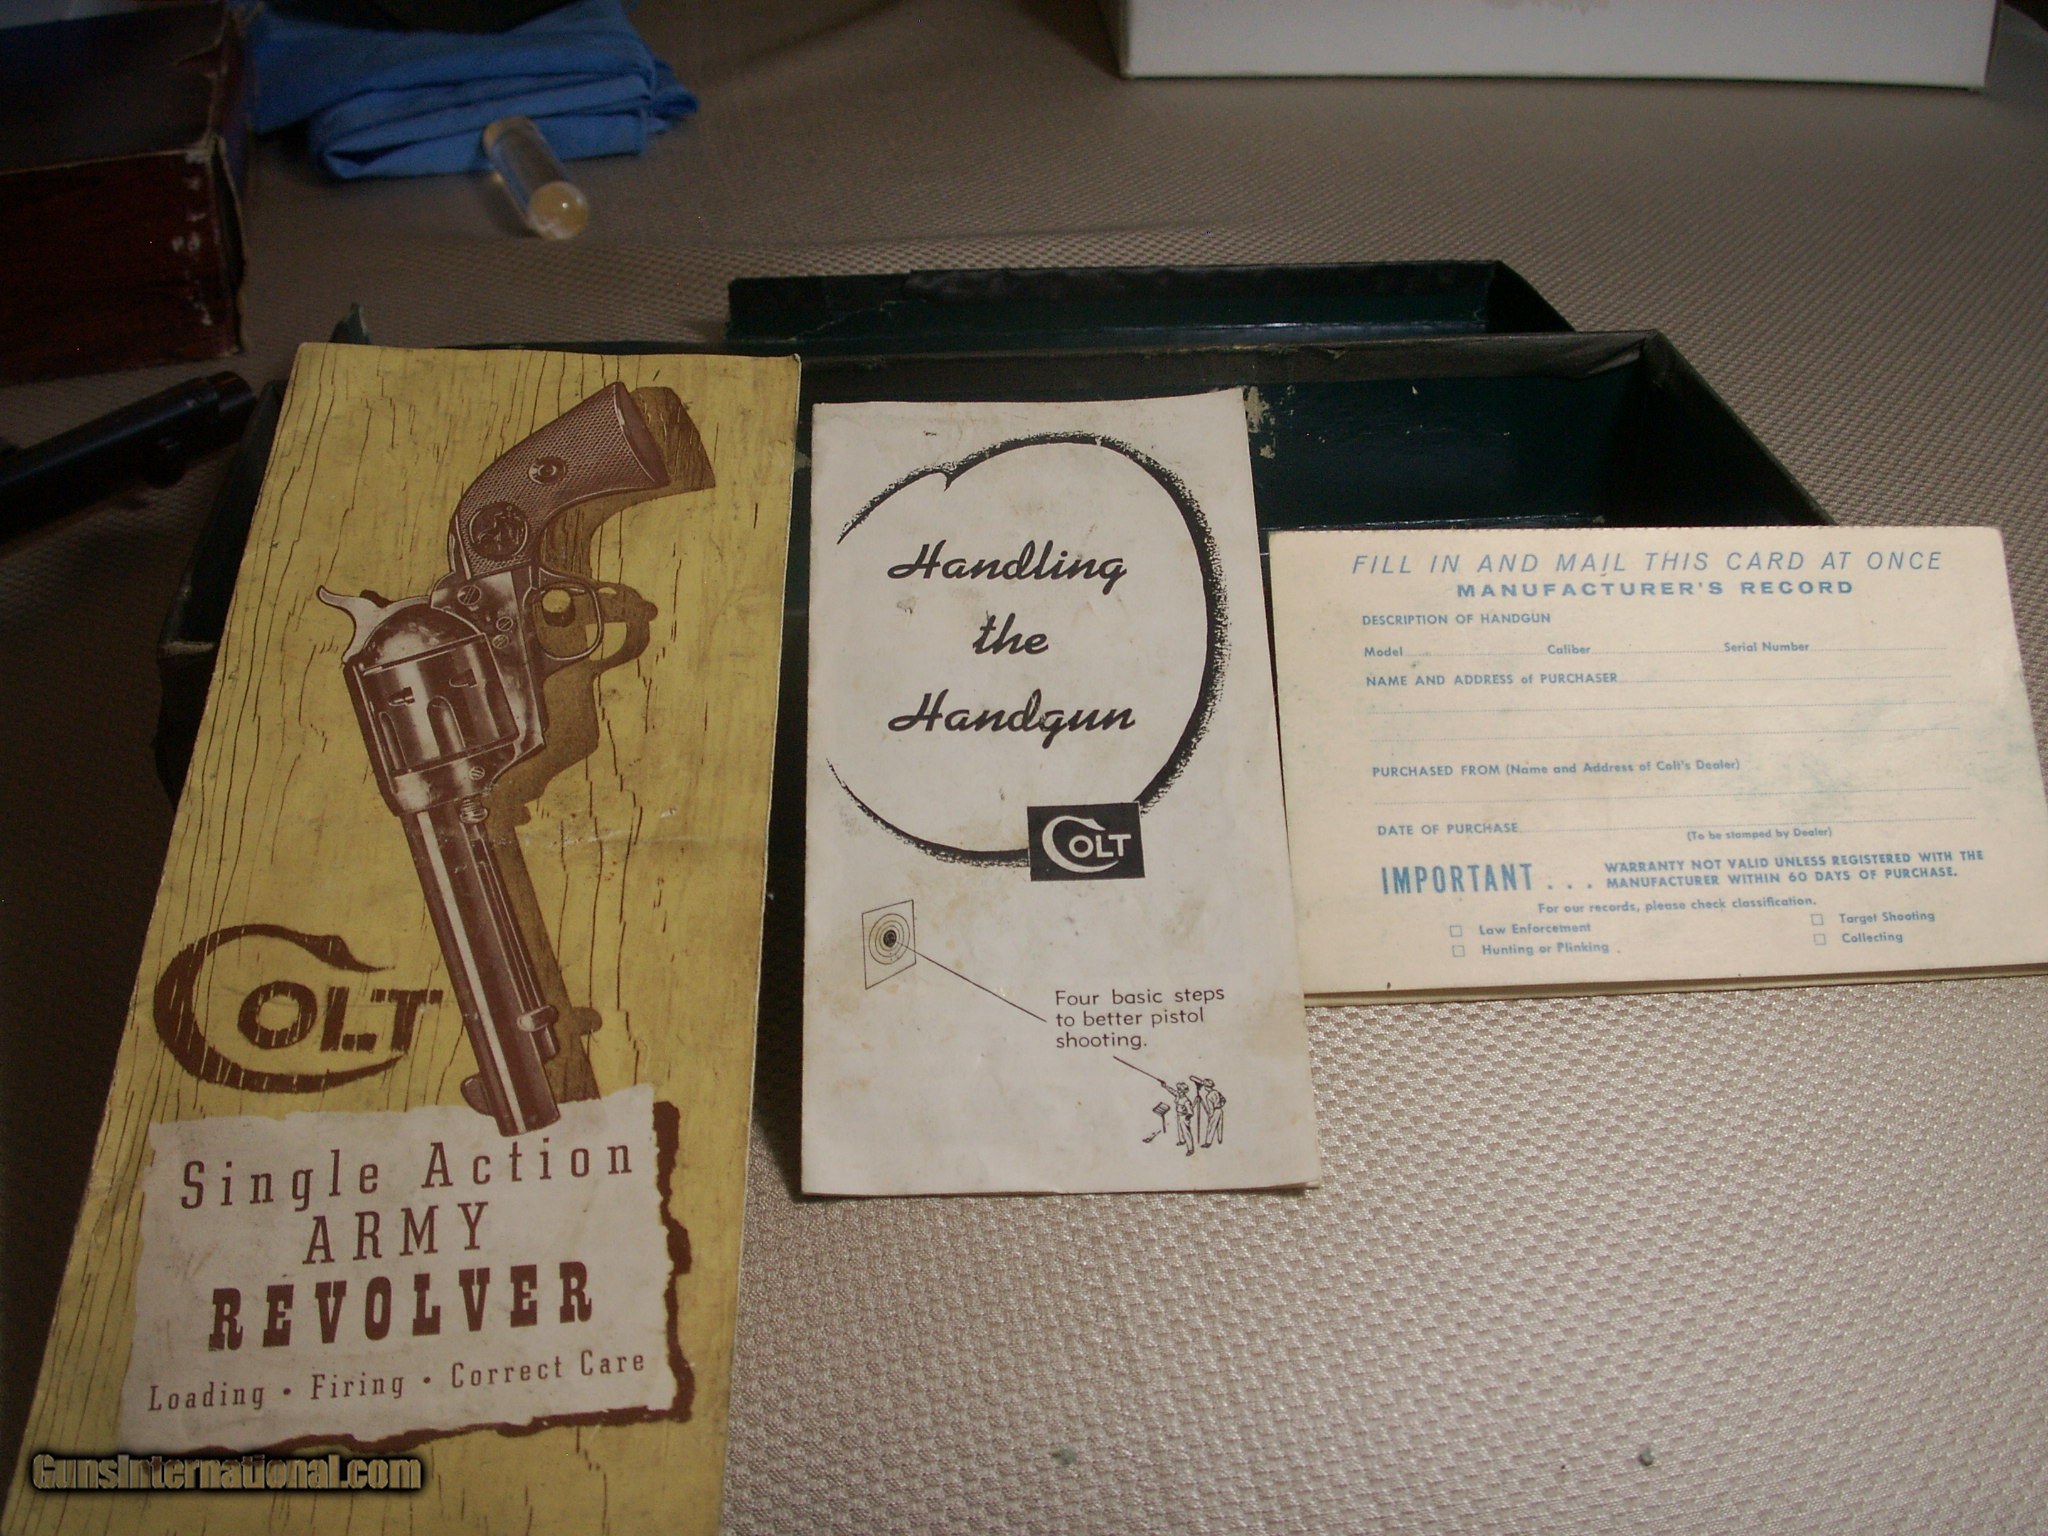 COLT
Single Action
ARMY
REVOLVER
Loading • Firing • Correct Care
Handling
the
Handgun
COLT
Four basic steps
to better pistol
shooting.
FILL IN AND MAIL THIS CARD AT ONCE
MANUFACTURER'S RECORD
DESCRIPTION OF HANDGUN
Model Caliber Serial Number
NAME AND ADDRESS of PURCHASER
PURCHASED FROM (Name and Address of Colt's Dealer)
DATE OF PURCHASE
(To be stamped by Dealer)
IMPORTANT . . . WARRANTY NOT VALID UNLESS REGISTERED WITH THE
MANUFACTURER WITHIN 60 DAYS OF PURCHASE.
For our records, please check classification.
Law Enforcement Target Shooting
Hunting or Plinking Collecting
GunsInternational.com